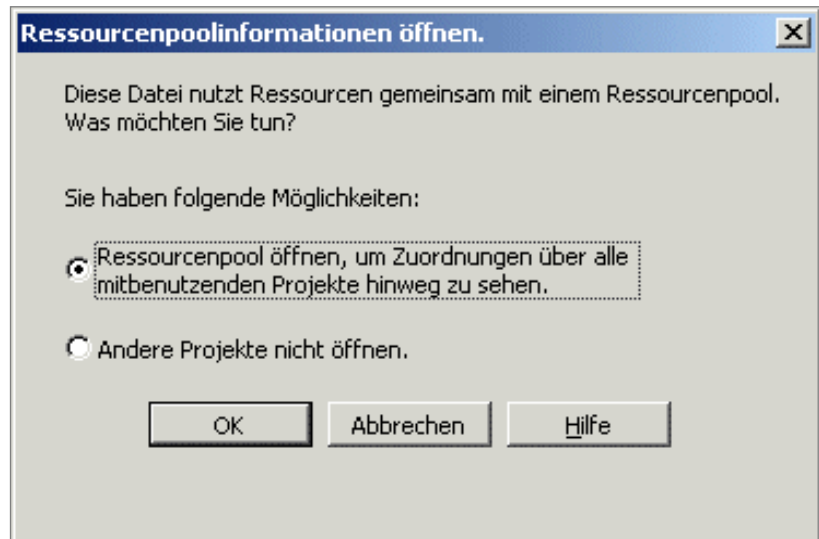 Ressourcenpoolinformationen öffnen.
Diese Datei nutzt Ressourcen gemeinsam mit einem Ressourcenpool.
Was möchten Sie tun?
Sie haben folgende Möglichkeiten:
Ressourcenpool öffnen, um Zuordnungen über alle
mitbenutzenden Projekte hinweg zu sehen.
Andere Projekte nicht öffnen.
OK Abbrechen Hilfe